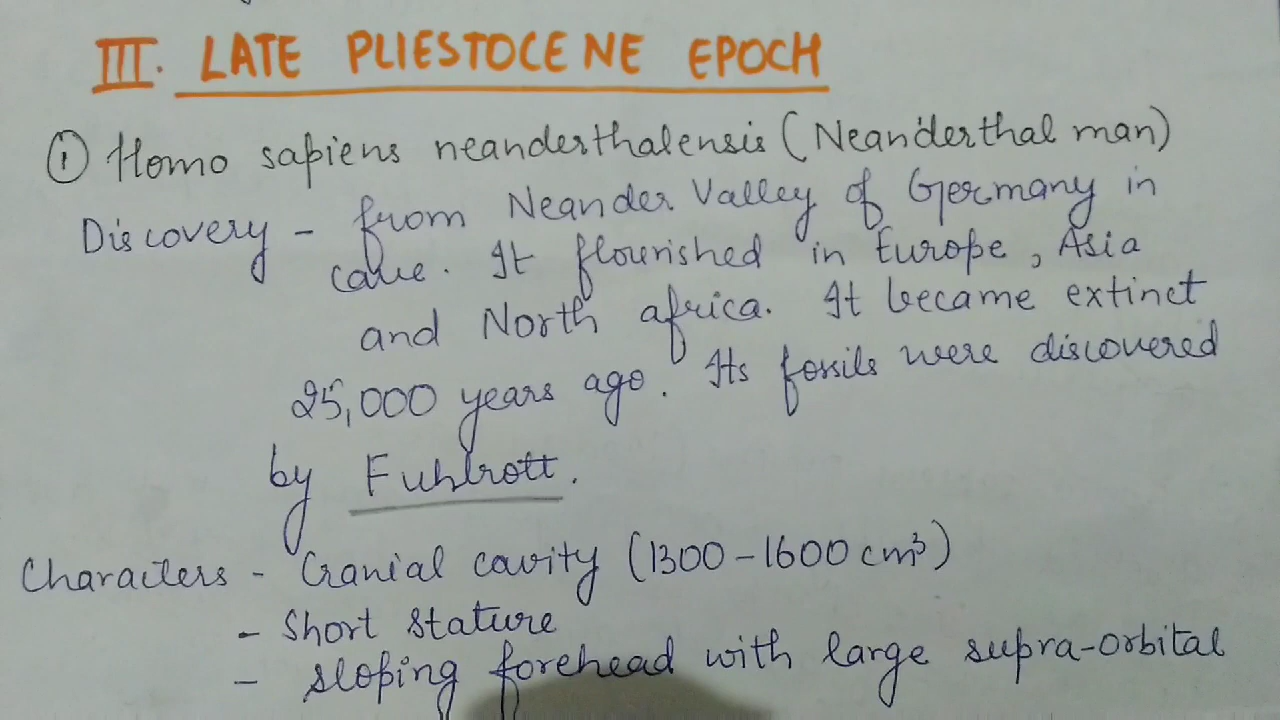 III. LATE PLIESTOCENE EPOCH
① Homo sapiens neanderthalensis (Neanderthal man)
Discovery - from Neander Valley of Germany in
cave. It flourished in Europe, Asia
and North africa. It became extinct
25,000 years ago. Its fossils were discovered
by Fuhlrott.
Characters - Cranial cavity (1300-1600 cm³)
- Short stature
- sloping forehead with large supra-orbital